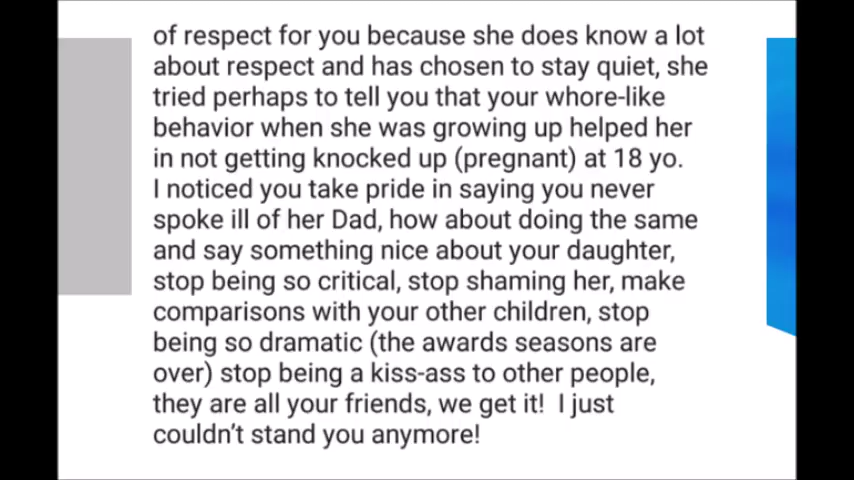 of respect for you because she does know a lot
about respect and has chosen to stay quiet, she
tried perhaps to tell you that your whore-like
behavior when she was growing up helped her
in not getting knocked up (pregnant) at 18 yo.
I noticed you take pride in saying you never
spoke ill of her Dad, how about doing the same
and say something nice about your daughter,
stop being so critical, stop shaming her, make
comparisons with your other children, stop
being so dramatic (the awards seasons are
over) stop being a kiss-ass to other people,
they are all your friends, we get it!  I just
couldn't stand you anymore!